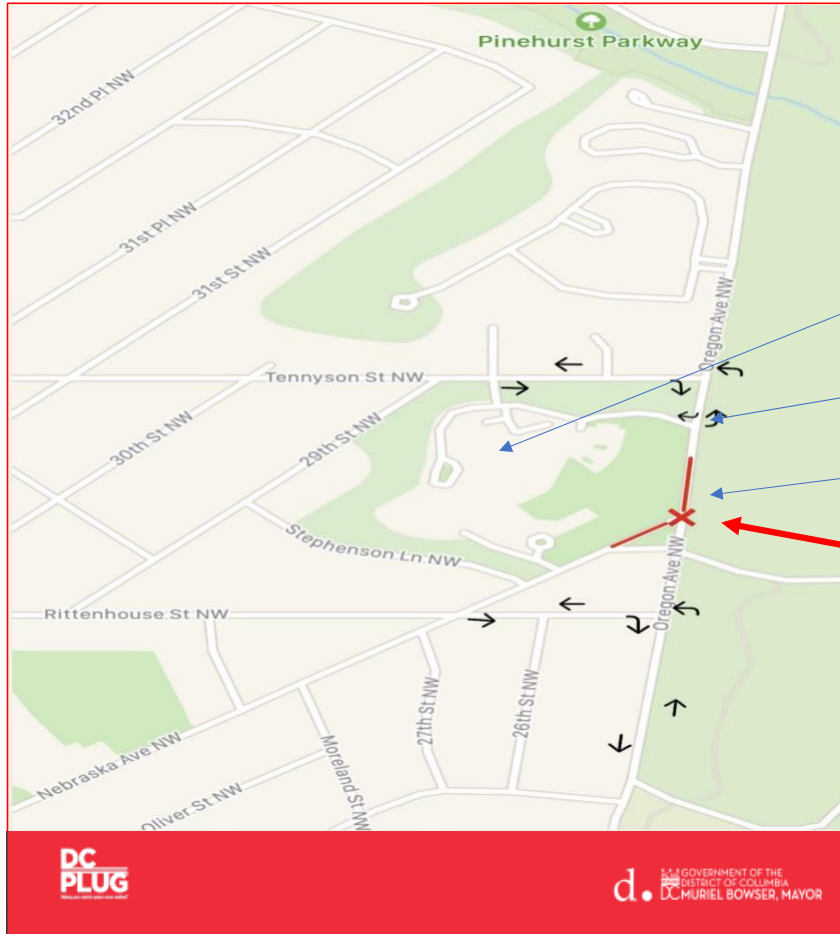 Pinehurst Parkway
32nd Pl NW
31st Pl NW
31st St NW
Oregon Ave NW
Tennyson St NW
30th St NW
29th St NW
Stephenson Ln NW
Oregon Ave NW
Rittenhouse St NW
27th St NW
26th St NW
Nebraska Ave NW
Moreland St NW
Oliver St NW
DC
PLUG
d.
GOVERNMENT OF THE
DISTRICT OF COLUMBIA
DC MURIEL BOWSER, MAYOR